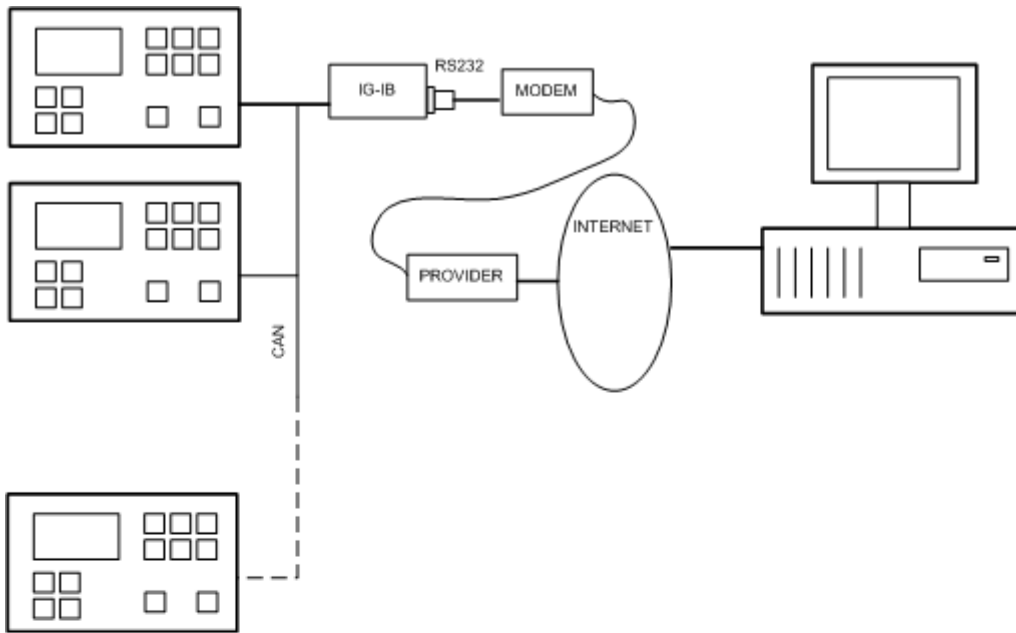 RS232
IG-IB
MODEM
INTERNET
PROVIDER
CAN